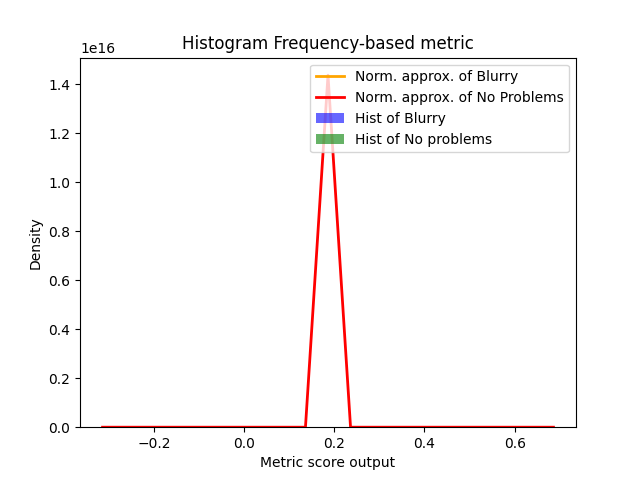 Histogram Frequency-based metric
1e16
Norm. approx. of Blurry
Norm. approx. of No Problems
Hist of Blurry
Hist of No problems
1.4
1.2
1.0
0.8
0.6
0.4
0.2
0.0
Density
−0.2 0.0 0.2 0.4 0.6
Metric score output